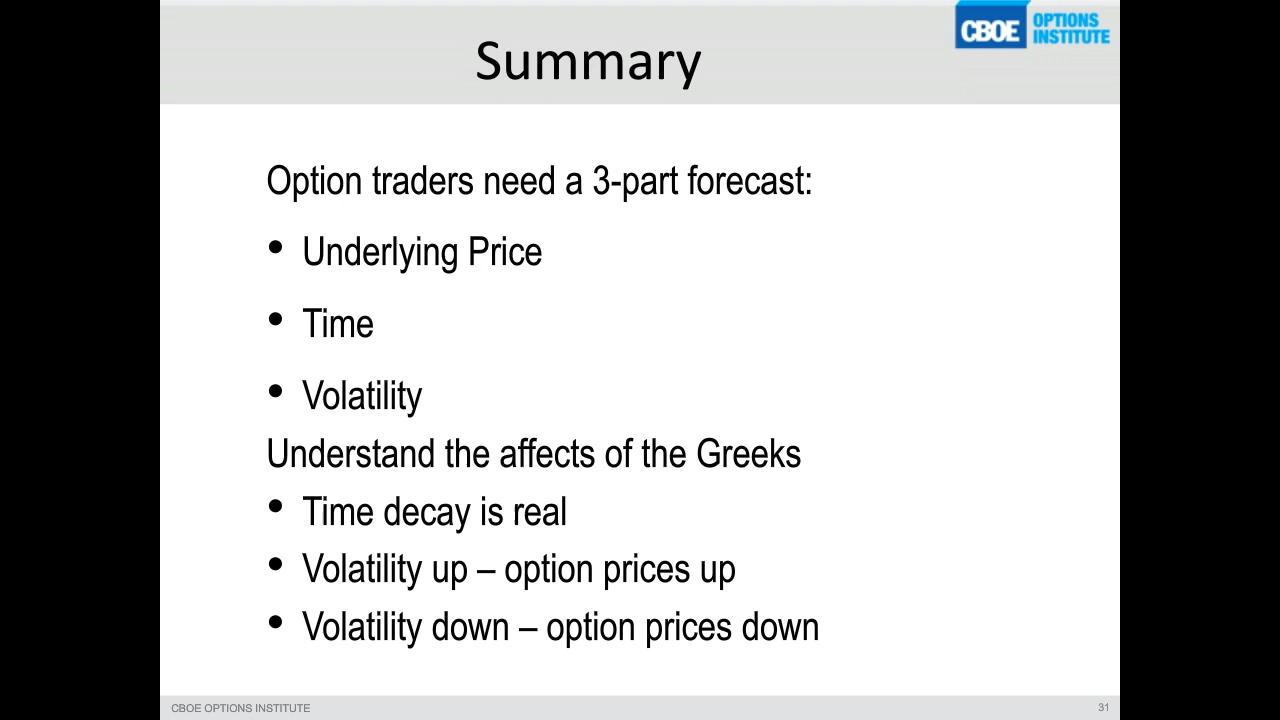 CBOE OPTIONS INSTITUTE
Summary
Option traders need a 3-part forecast:
• Underlying Price
• Time
• Volatility
Understand the affects of the Greeks
• Time decay is real
• Volatility up – option prices up
• Volatility down – option prices down
CBOE OPTIONS INSTITUTE
31